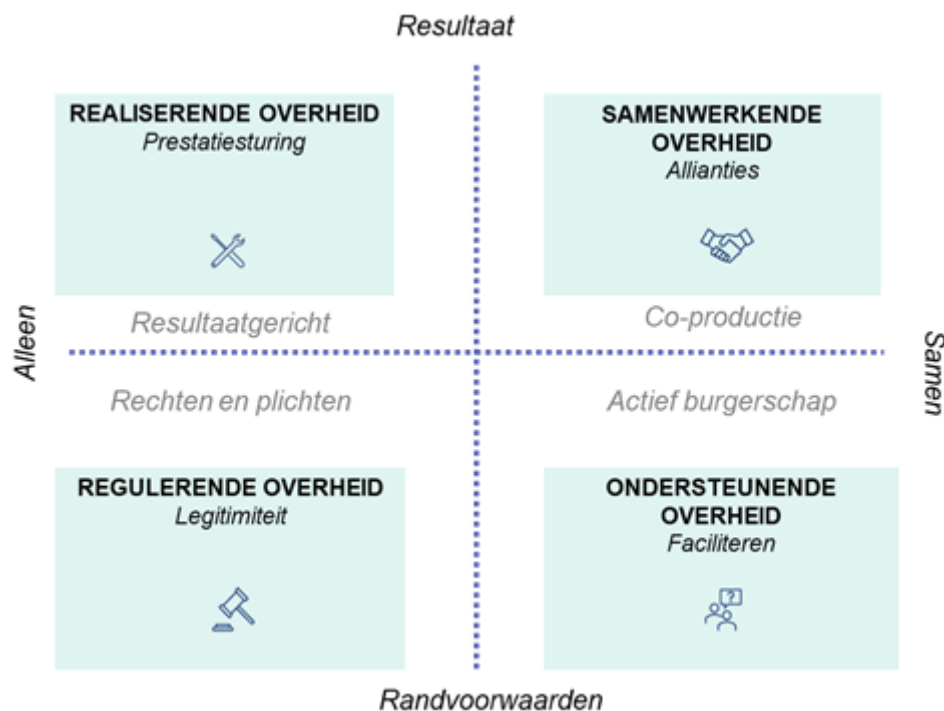 Resultaat
REALISERENDE OVERHEID
Prestatiesturing
SAMENWERKENDE
OVERHEID
Allianties
Resultaatgericht
Co-productie
Alleen
Samen
Rechten en plichten
Actief burgerschap
REGULERENDE OVERHEID
Legitimiteit
ONDERSTEUNENDE
OVERHEID
Faciliteren
?
Randvoorwaarden